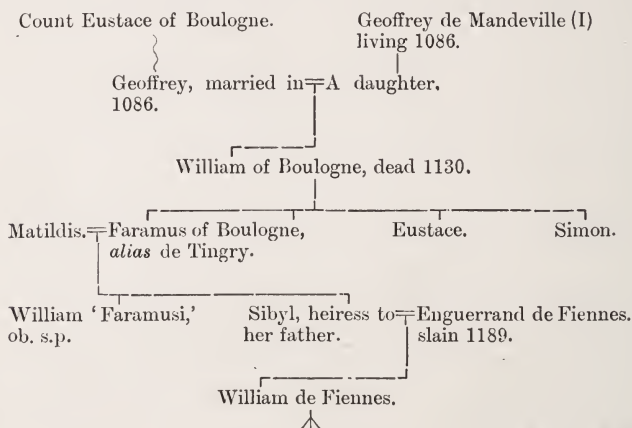 Count Eustace of Boulogne.
Geoffrey de Mandeville (I)
living 1086.
Geoffrey, married in
1086.
A daughter.
William of Boulogne, dead 1130.
Matildis.
Faramus of Boulogne,
alias de Tingry.
Eustace.
Simon.
William ‘Faramusi,’
ob. s.p.
Sibyl, heiress to
her father.
Enguerrand de Fiennes.
slain 1189.
William de Fiennes.